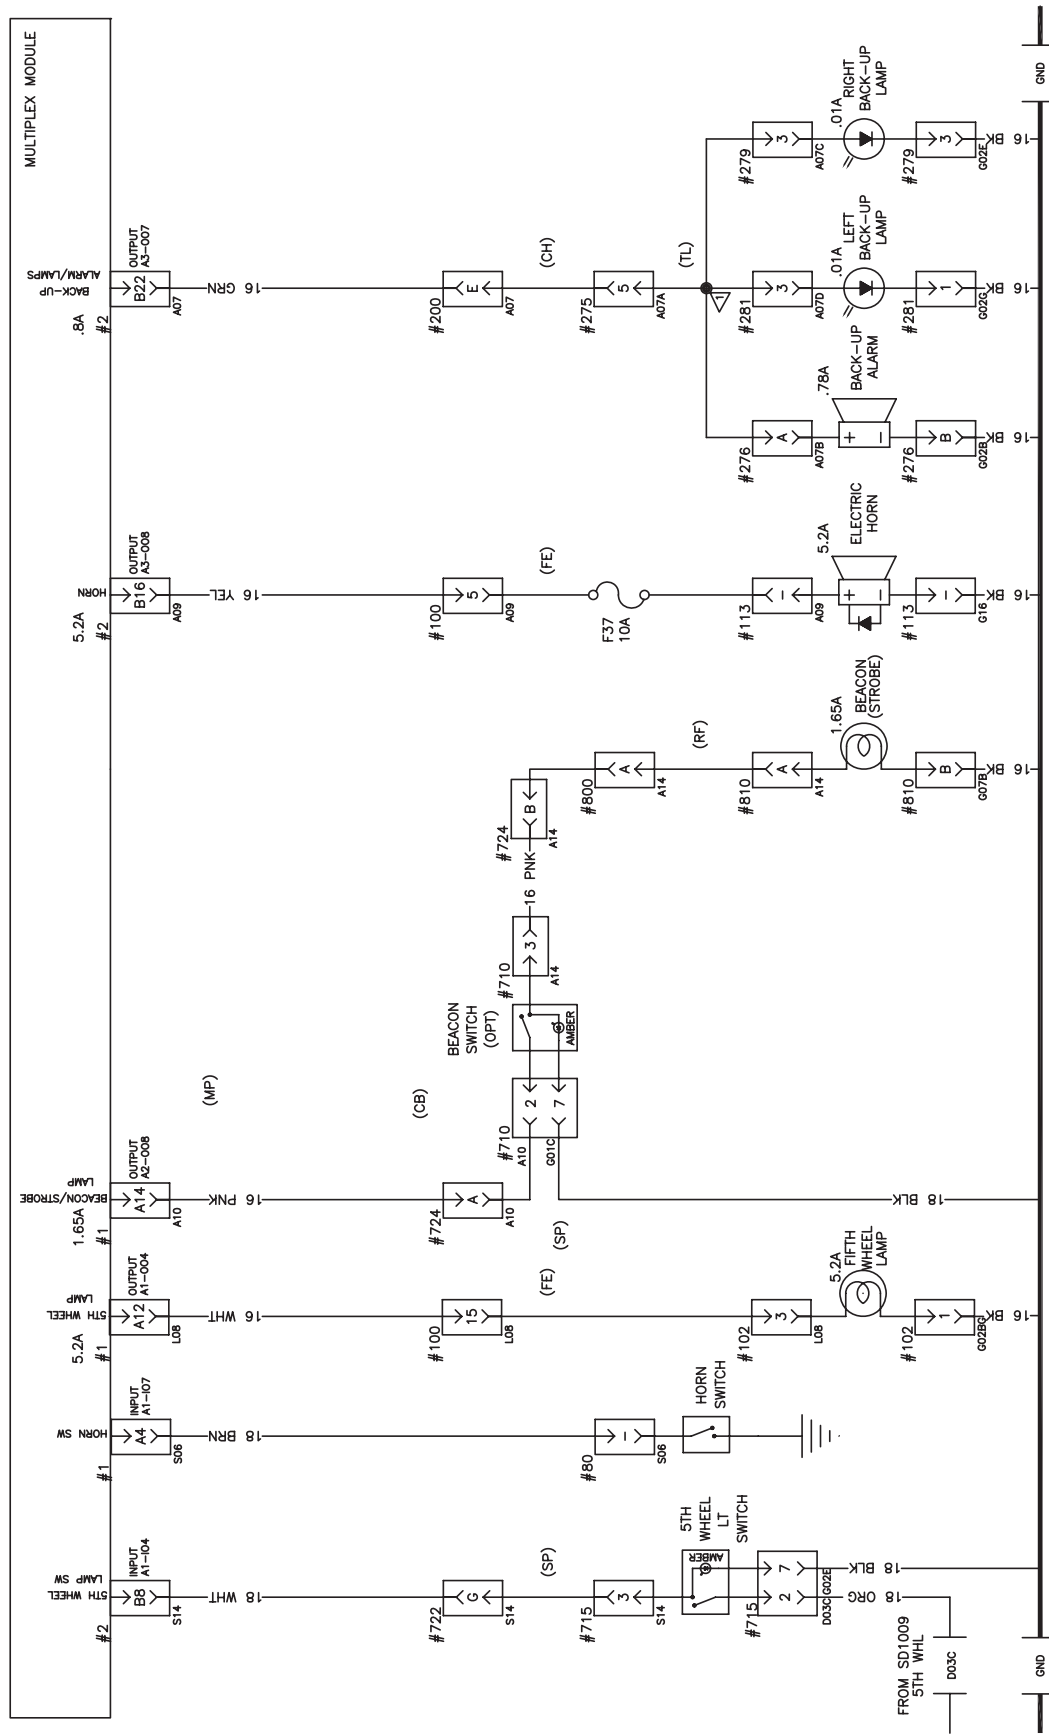 MULTIPLEX MODULE
BACK-UP
ALARM/LAMPS
.8A
#2
B22
OUTPUT
A3-007
A07
16 GRN
#200
E
A07
(CH)
#275
5
A07A
(TL)
1
#279
3
A07C
.01A
RIGHT
BACK-UP
LAMP
#279
3
G02F
16 BK
#281
3
A07D
.01A
LEFT
BACK-UP
LAMP
#281
1
G02G
16 BK
#276
A
A07B
.78A
BACK-UP
ALARM
+
-
#276
B
G02B
16 BK
HORN
5.2A
#2
B16
OUTPUT
A3-008
A09
16 YEL
#100
5
A09
(FE)
F37
10A
#113
1
A09
5.2A
ELECTRIC
HORN
+
-
#113
1
G16
16 BK
BEACON/STROBE
LAMP
1.65A
#1
A14
OUTPUT
A2-008
A10
16 PNK
(MP)
#724
A
A10
(CB)
(SP)
#710
A10
2
7
G01C
BEACON
SWITCH
(OPT)
AMBER
#710
3
A14
16 PNK
#724
B
A14
#800
A
A14
(RF)
#810
A
A14
1.65A
BEACON
(STROBE)
#810
B
G07B
16 BK
18 BLK
5TH WHEEL
LAMP
5.2A
#1
A12
OUTPUT
A1-004
L08
16 WHT
#100
15
L08
(FE)
#102
3
L08
5.2A
FIFTH
WHEEL
LAMP
#102
1
G02BG
16 BK
HORN SW
#1
A4
INPUT
A1-I07
S06
18 BRN
#80
1
S06
HORN
SWITCH
5TH WHEEL
LAMP SW
#2
B8
INPUT
A1-I04
S14
18 WHT
#722
G
S14
(SP)
#715
3
S14
5TH
WHEEL
LT
SWITCH
AMBER
#715
2
7
D03C
G02E
18 BLK
18 ORG
FROM SD1009
5TH WHL
D03C
GND
GND